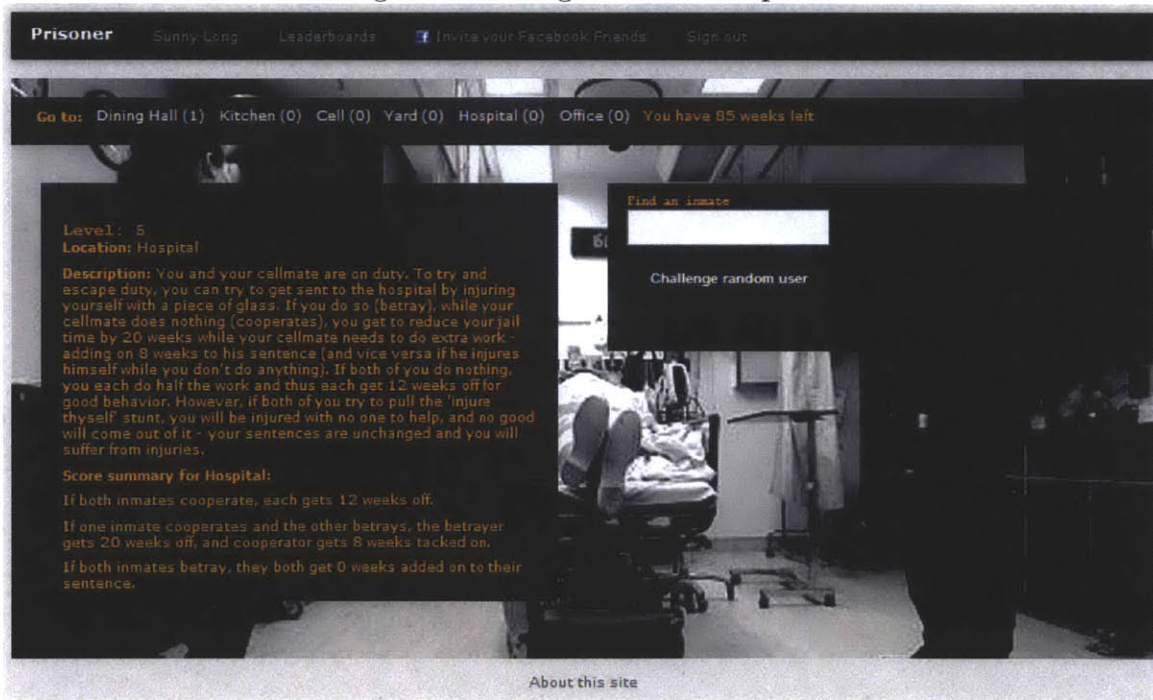 Prisoner Sunny Long Leaderboards Invite your Facebook Friends Sign out
Go to: Dining Hall (1) Kitchen (0) Cell (0) Yard (0) Hospital (0) Office (0) You have 85 weeks left
Level: 5
Location: Hospital
Description: You and your cellmate are on duty. To try and
escape duty, you can try to get sent to the hospital by injuring
yourself with a piece of glass. If you do so (betray), while your
cellmate does nothing (cooperates), you get to reduce your jail
time by 20 weeks while your cellmate needs to do extra work -
adding on 8 weeks to his sentence (and vice versa if he injures
himself while you don't do anything). If both of you do nothing,
you each do half the work and thus each get 12 weeks off for
good behavior. However, if both of you try to pull the 'injure
thyself' stunt, you will be injured with no one to help, and no good
will come out of it - your sentences are unchanged and you will
suffer from injuries.
Score summary for Hospital:
If both inmates cooperate, each gets 12 weeks off.
If one inmate cooperates and the other betrays, the betrayer
gets 20 weeks off, and cooperator gets 8 weeks tacked on.
If both inmates betray, they both get 0 weeks added on to their
sentence.
Find an inmate
Challenge random user
About this site